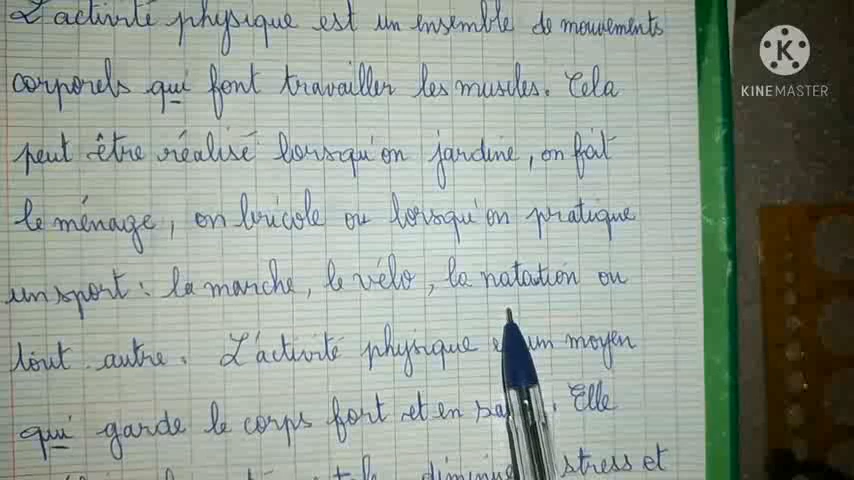 L'activité physique est un ensemble de mouvements
corporels qui font travailler les muscles. Cela
peut être réalisé lorsqu'on jardine, on fait
le ménage, on bricole ou lorsqu'on pratique
un sport : la marche, le vélo, la natation ou
tout autre. L'activité physique un moyen
qui garde le corps fort et en Elle
diminue stress et
K
KINEMASTER